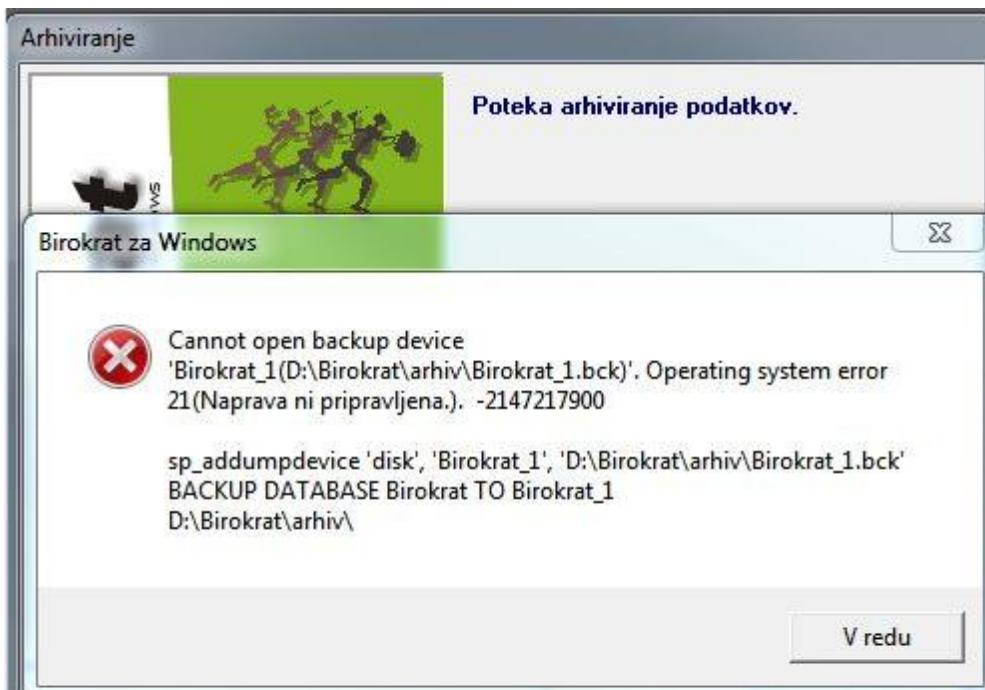 Arhiviranje
Poteka arhiviranje podatkov.
t
ws
Birokrat za Windows
Cannot open backup device
'Birokrat_1(D:\Birokrat\arhiv\Birokrat_1.bck)'. Operating system error
21(Naprava ni pripravljena.).  -2147217900
sp_addumpdevice 'disk', 'Birokrat_1', 'D:\Birokrat\arhiv\Birokrat_1.bck'
BACKUP DATABASE Birokrat TO Birokrat_1
D:\Birokrat\arhiv\
V redu